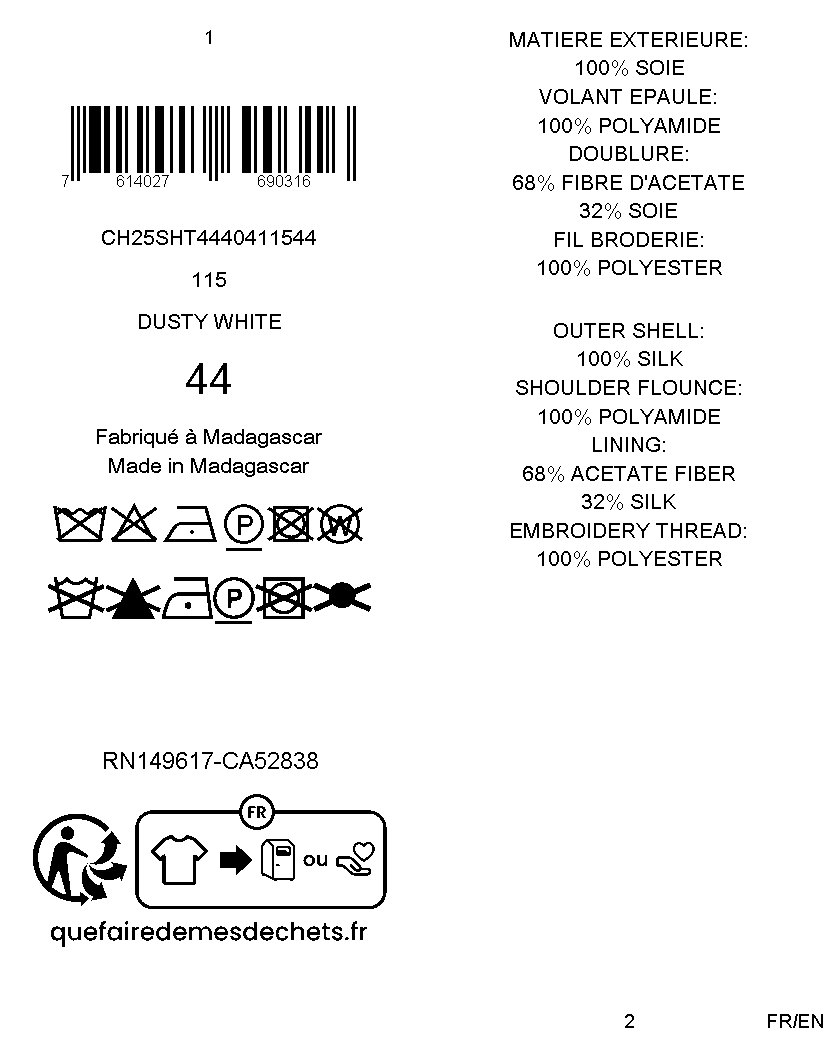 1
7 614027 690316
CH25SHT4440411544
115
DUSTY WHITE
44
Fabriqué à Madagascar
Made in Madagascar
P W
P
RN149617-CA52838
FR
ou
quefairedemesdechets.fr
MATIERE EXTERIEURE:
100% SOIE
VOLANT EPAULE:
100% POLYAMIDE
DOUBLURE:
68% FIBRE D'ACETATE
32% SOIE
FIL BRODERIE:
100% POLYESTER
OUTER SHELL:
100% SILK
SHOULDER FLOUNCE:
100% POLYAMIDE
LINING:
68% ACETATE FIBER
32% SILK
EMBROIDERY THREAD:
100% POLYESTER
2
FR/EN